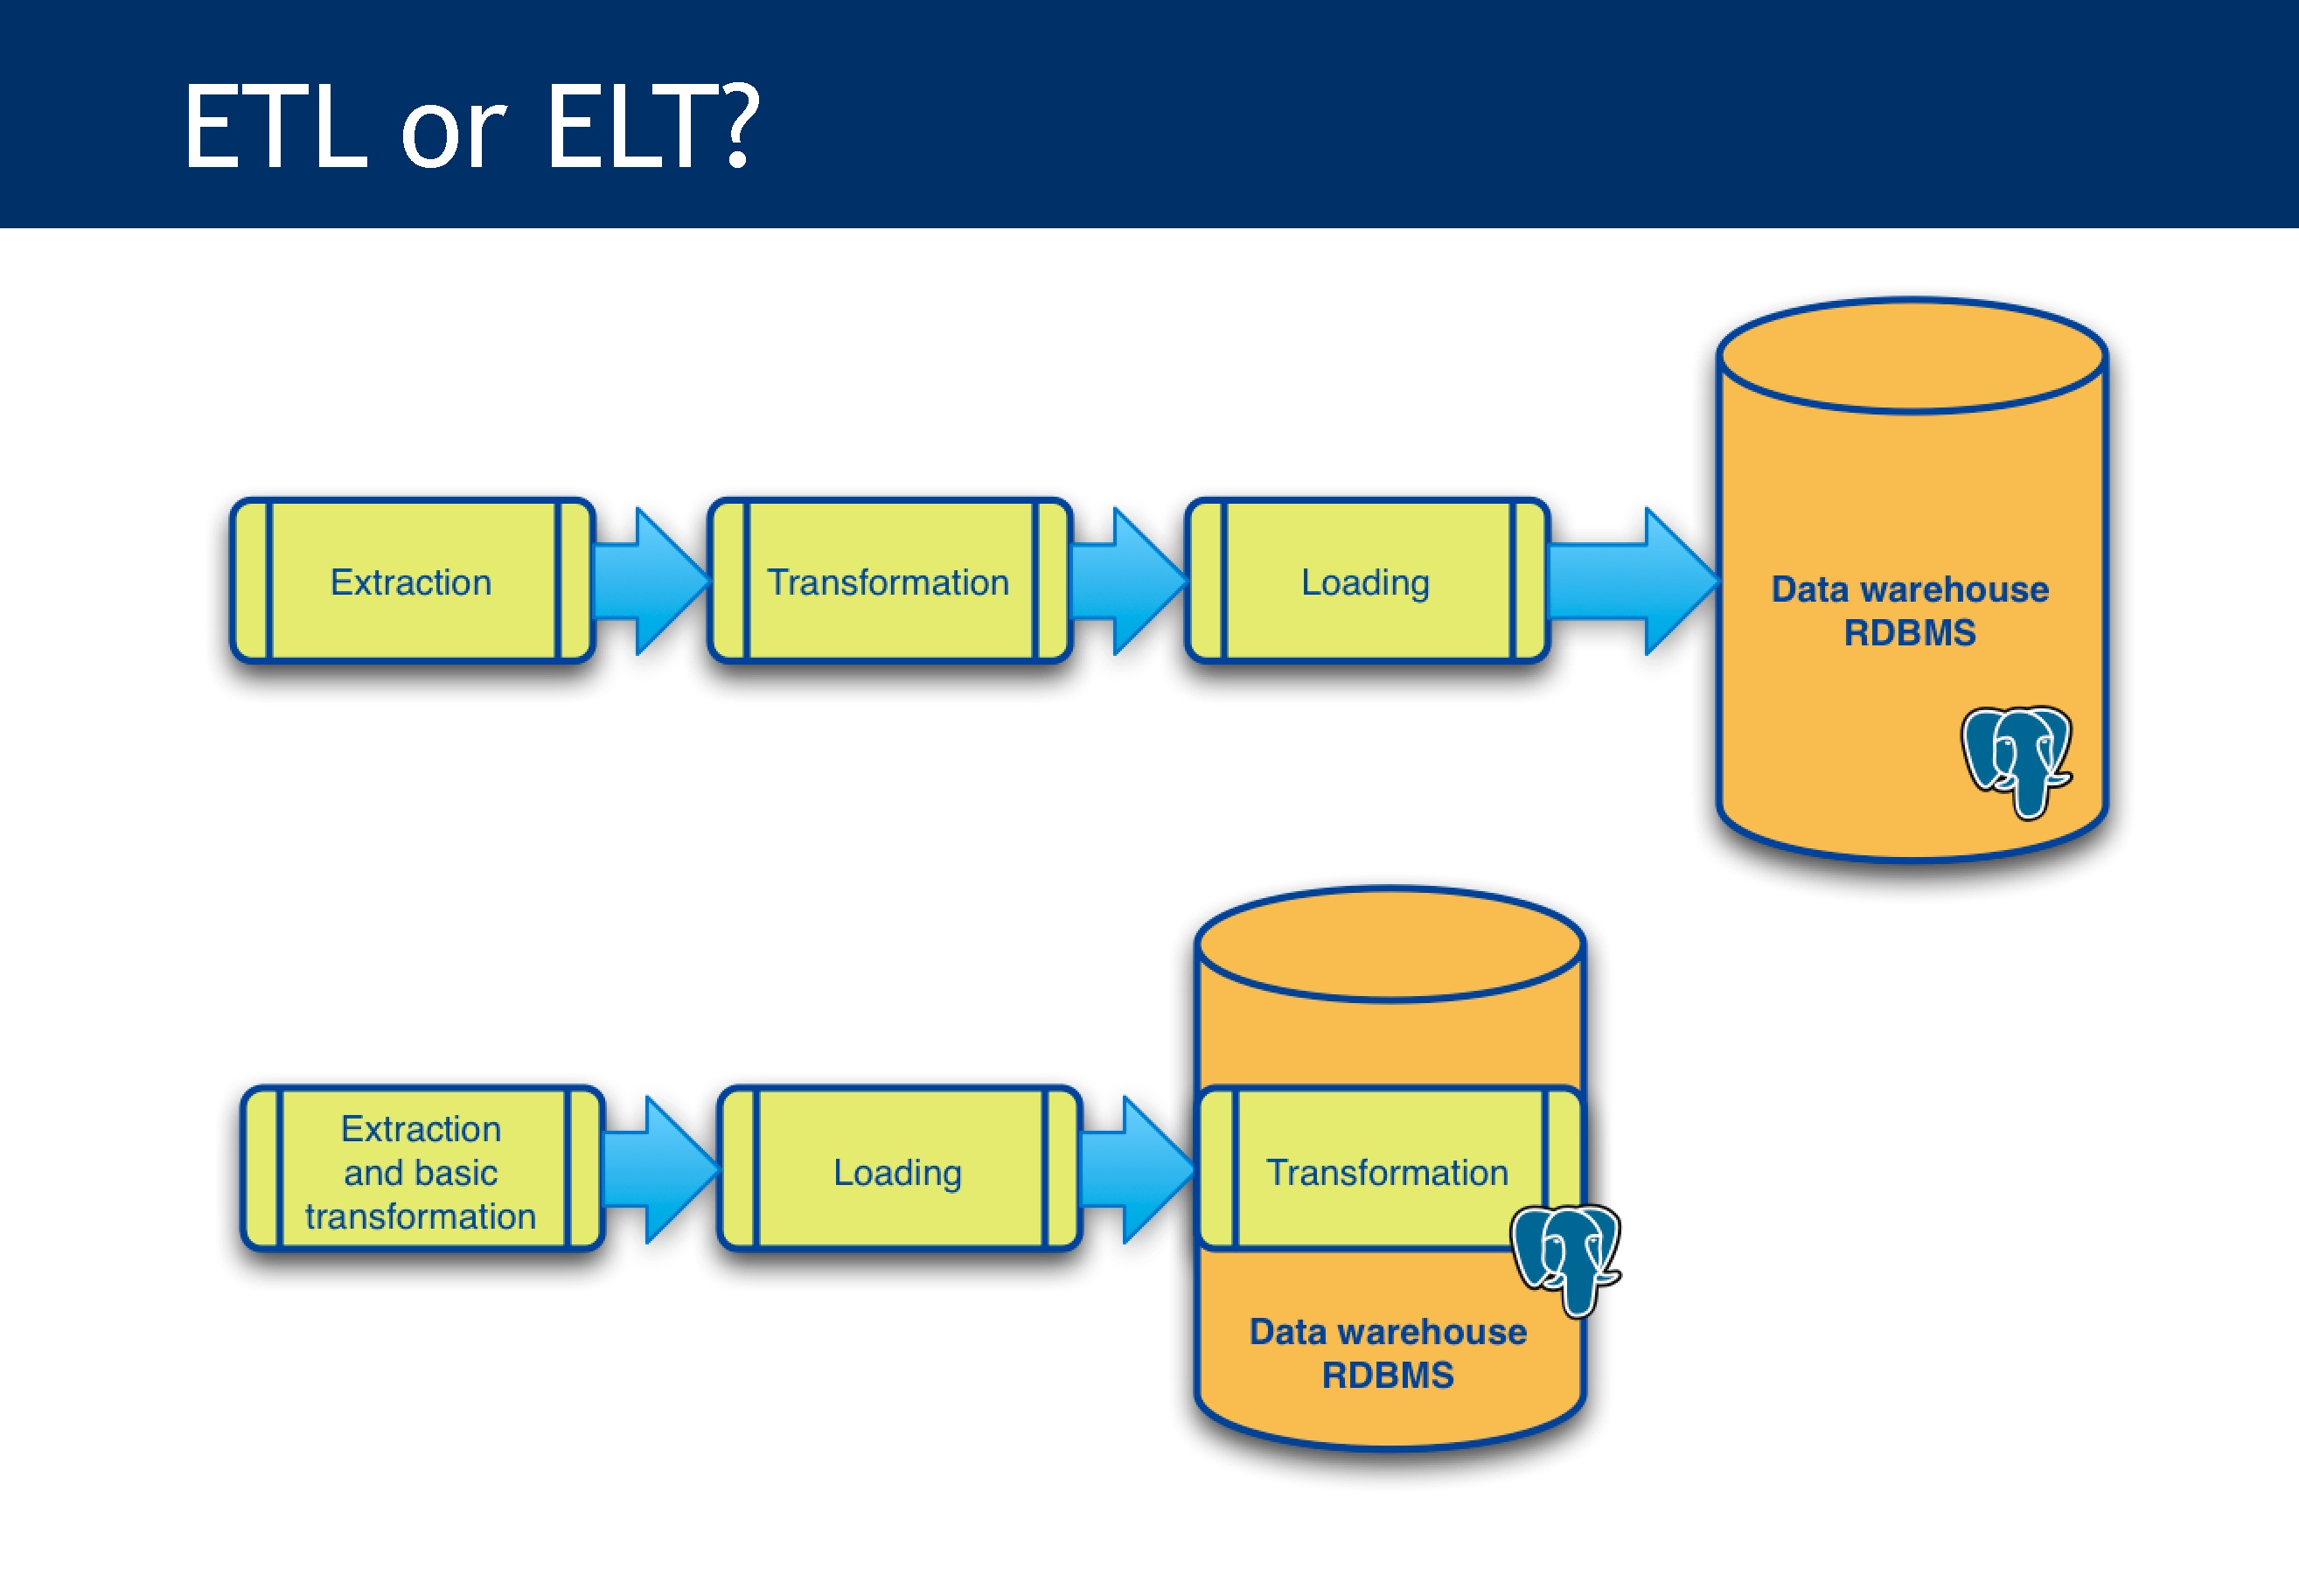 ETL or ELT?
Extraction
Transformation
Loading
Data warehouse
RDBMS
Extraction
and basic
transformation
Loading
Transformation
Data warehouse
RDBMS